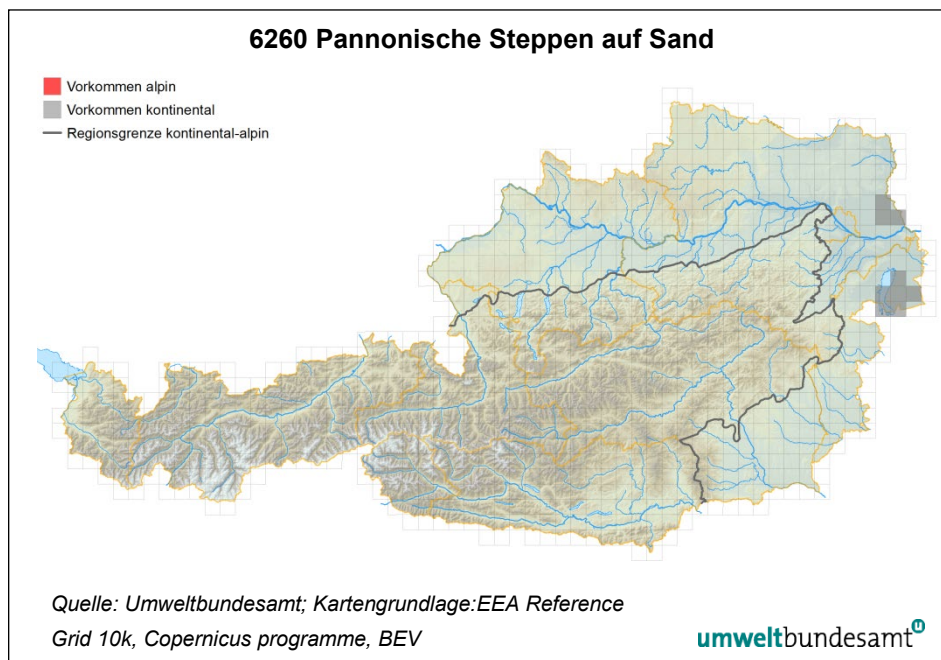 6260 Pannonische Steppen auf Sand
Vorkommen alpin
Vorkommen kontinental
Regionsgrenze kontinental-alpin
Quelle: Umweltbundesamt; Kartengrundlage:EEA Reference
Grid 10k, Copernicus programme, BEV
umweltbundesamt u